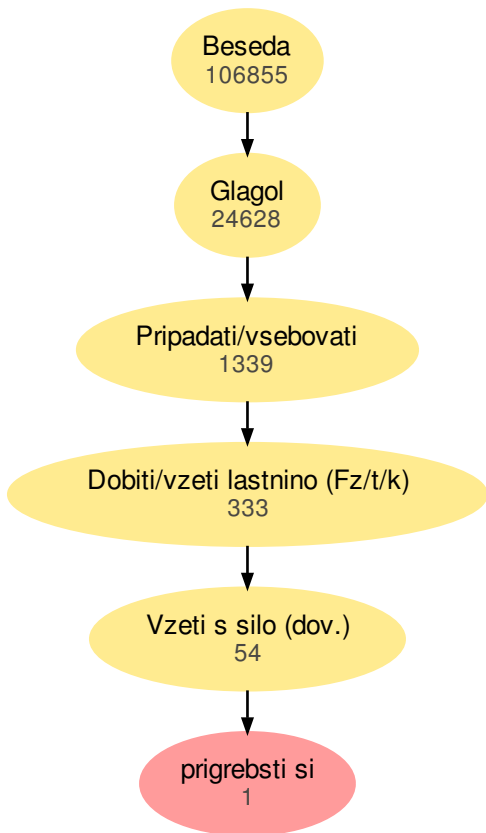 Beseda
106855
Glagol
24628
Pripadati/vsebovati
1339
Dobiti/vzeti lastnino (Fz/t/k)
333
Vzeti s silo (dov.)
54
prigrebsti si
1